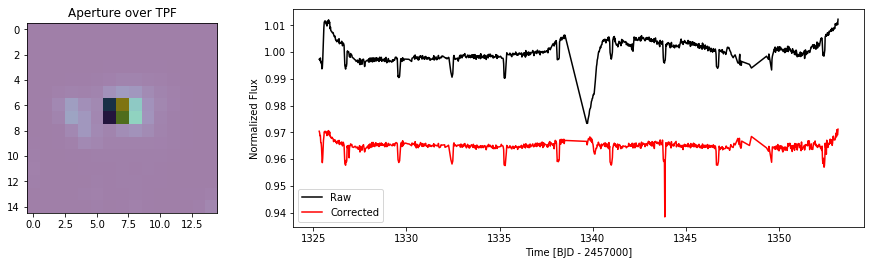 Aperture over TPF
0
2
4
6
8
10
12
14
0.0 2.5 5.0 7.5 10.0 12.5
Normalized Flux
1.01
1.00
0.99
0.98
0.97
0.96
0.95
0.94
Raw
Corrected
1325 1330 1335 1340 1345 1350
Time [BJD - 2457000]